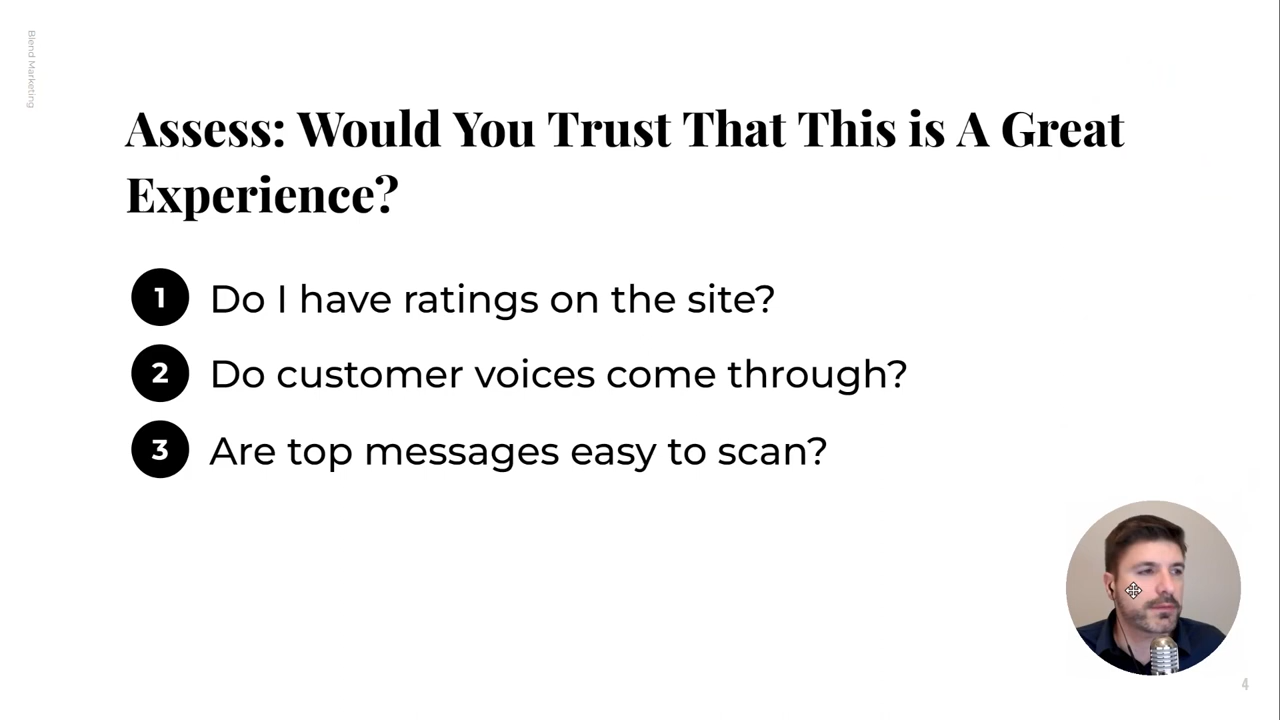 Blend Marketing
Assess: Would You Trust That This is A Great
Experience?
1 Do I have ratings on the site?
2 Do customer voices come through?
3 Are top messages easy to scan?
4